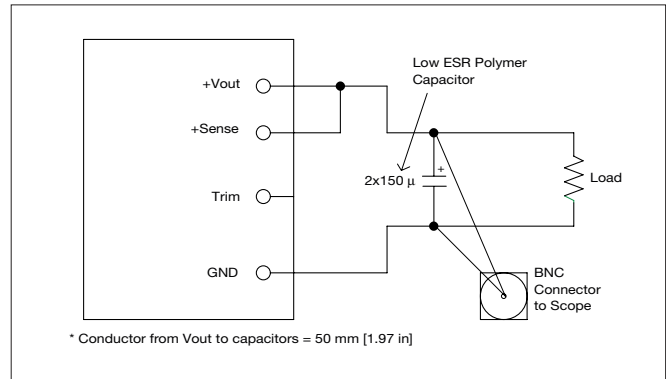 Low ESR Polymer
Capacitor
+Vout
+Sense
+
2x150 µ
Load
Trim
GND
BNC
Connector
to Scope
* Conductor from Vout to capacitors = 50 mm [1.97 in]